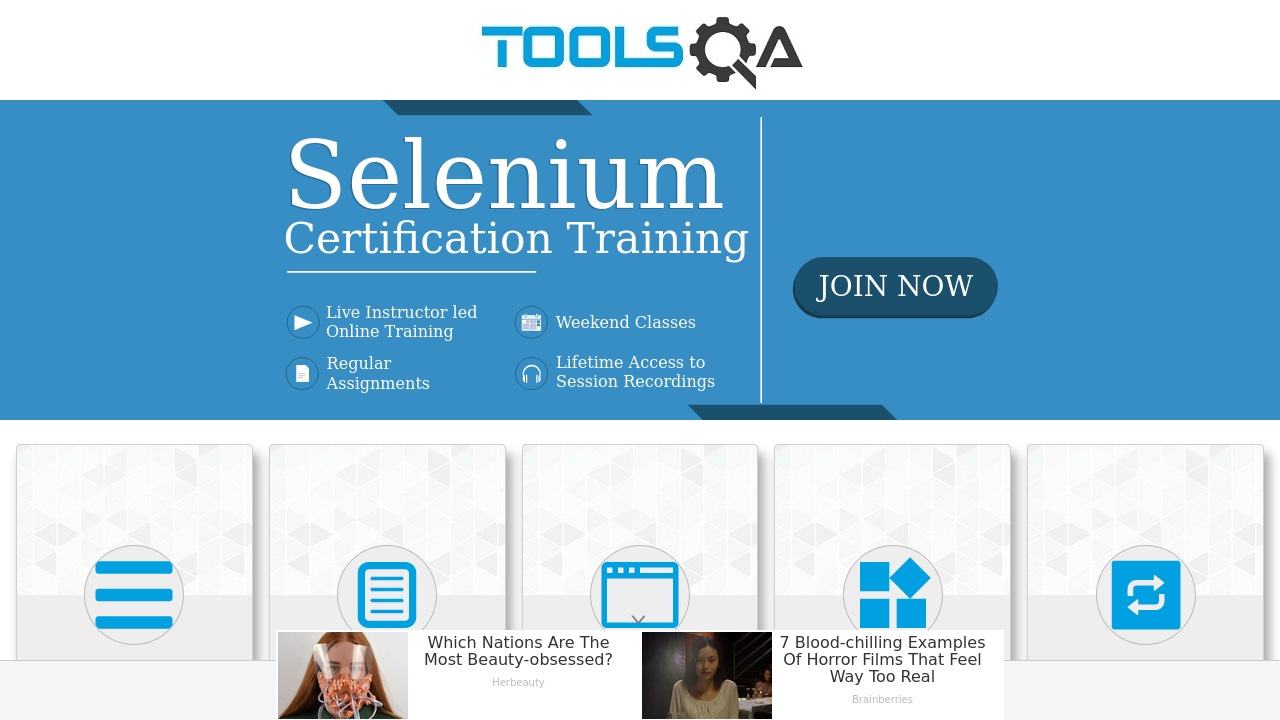 TOOLSQA
Selenium
Certification Training
Live Instructor led
Online Training
Weekend Classes
Regular
Assignments
Lifetime Access to
Session Recordings
JOIN NOW
Which Nations Are The
Most Beauty-obsessed?
Herbeauty
7 Blood-chilling Examples
Of Horror Films That Feel
Way Too Real
Brainberries